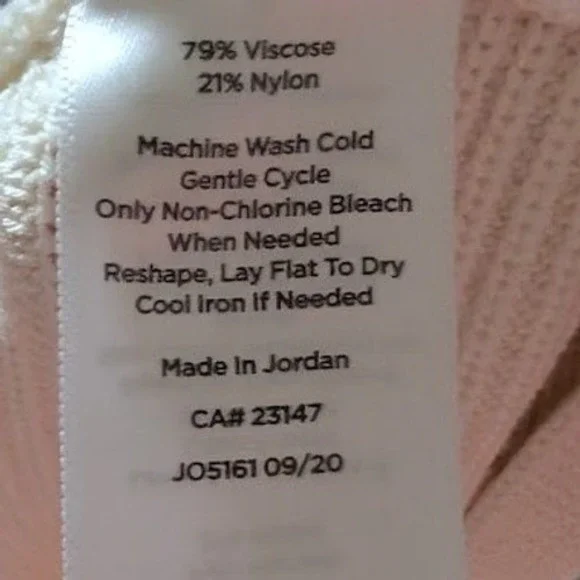 79% Viscose
21% Nylon
Machine Wash Cold
Gentle Cycle
Only Non-Chlorine Bleach
When Needed
Reshape, Lay Flat To Dry
Cool Iron If Needed
Made In Jordan
CA# 23147
JO5161 09/20